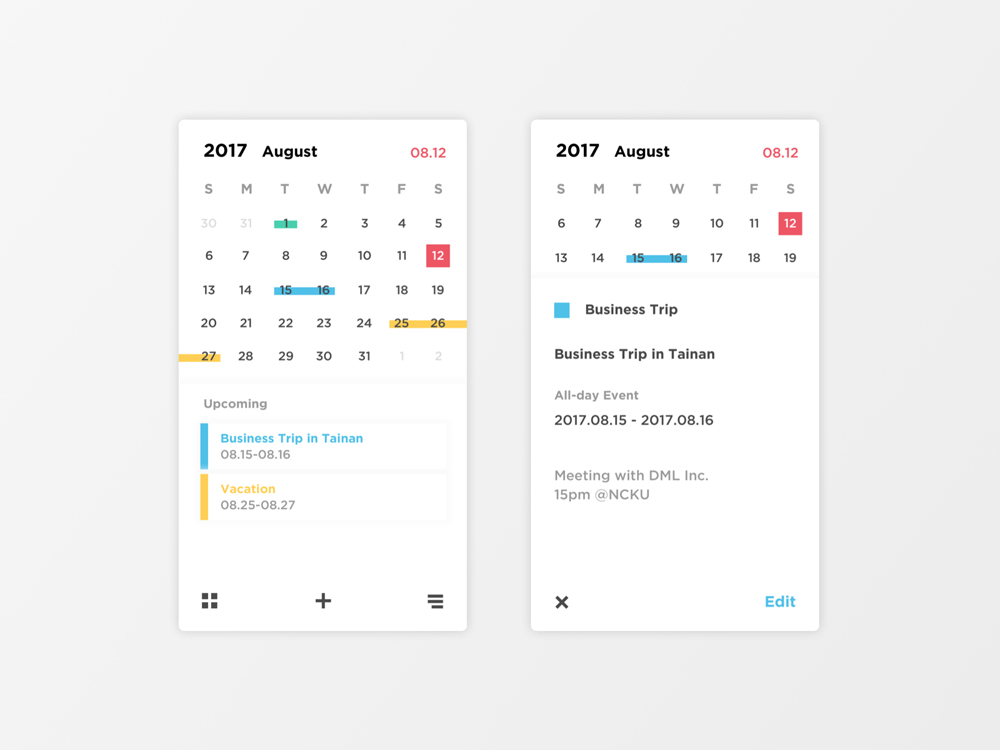 2017 August 08.12
S M T W T F S
30 31 1 2 3 4 5
6 7 8 9 10 11 12
13 14 15 16 17 18 19
20 21 22 23 24 25 26
27 28 29 30 31 1 2
Upcoming
Business Trip in Tainan
08.15-08.16
Vacation
08.25-08.27
2017 August 08.12
S M T W T F S
6 7 8 9 10 11 12
13 14 15 16 17 18 19
Business Trip
Business Trip in Tainan
All-day Event
2017.08.15 - 2017.08.16
Meeting with DML Inc.
15pm @NCKU
Edit